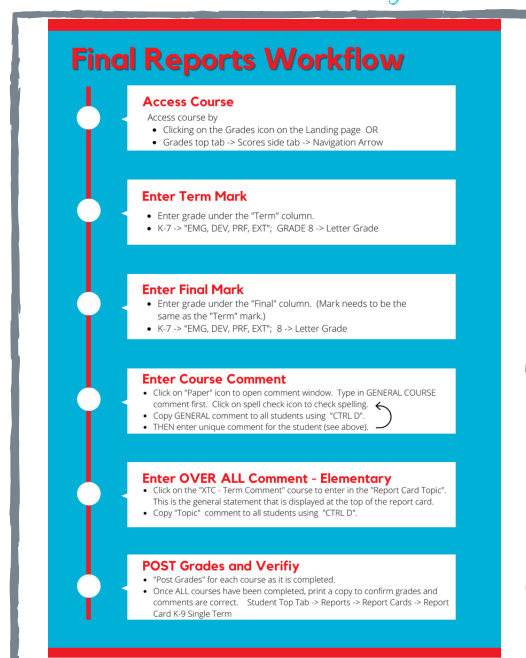 Final Reports Workflow
Access Course
Access course by
• Clicking on the Grades icon on the Landing page OR
• Grades top tab -> Scores side tab -> Navigation Arrow
Enter Term Mark
• Enter grade under the "Term" column.
• K-7 -> "EMG, DEV, PRF, EXT"; GRADE 8 -> Letter Grade
Enter Final Mark
• Enter grade under the "Final" column. (Mark needs to be the
same as the "Term" mark.)
• K-7 -> "EMG, DEV, PRF, EXT"; 8 -> Letter Grade
Enter Course Comment
• Click on "Paper" icon to open comment window. Type in GENERAL COURSE
comment first. Click on spell check icon to check spelling.
• Copy GENERAL comment to all students using "CTRL D".
• THEN enter unique comment for the student (see above).
Enter OVER ALL Comment - Elementary
• Click on the "XTC - Term Comment" course to enter in the "Report Card Topic".
This is the general statement that is displayed at the top of the report card.
• Copy "Topic" comment to all students using "CTRL D".
POST Grades and Verifiy
• "Post Grades" for each course as it is completed.
• Once ALL courses have been completed, print a copy to confirm grades and
comments are correct. Student Top Tab -> Reports -> Report Cards -> Report
Card K-9 Single Term